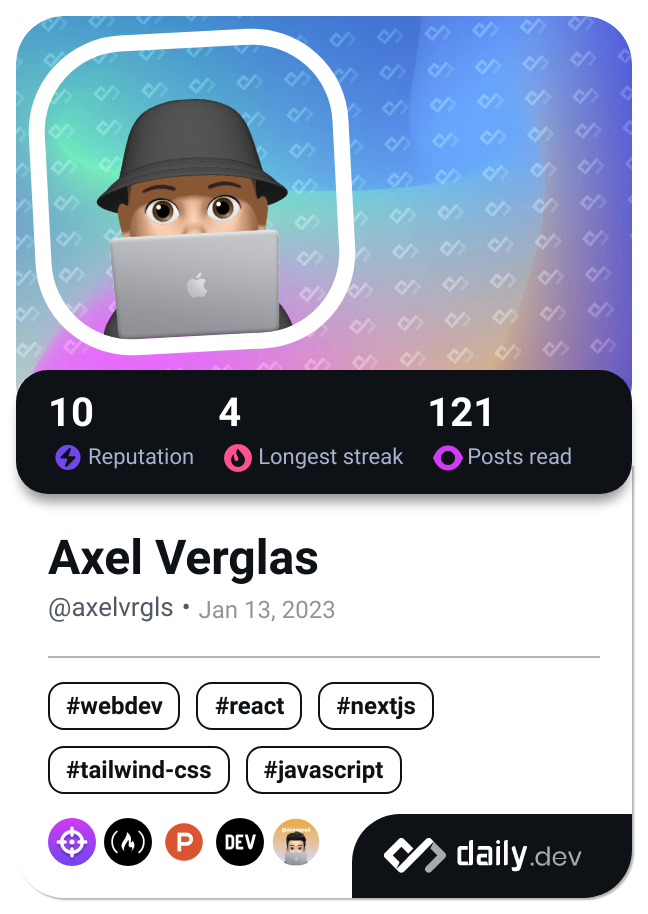 10 4 121
Reputation Longest streak Posts read
Axel Verglas
@axelvrgls • Jan 13, 2023
#webdev #react #nextjs
#tailwind-css #javascript
P DEV
daily.dev